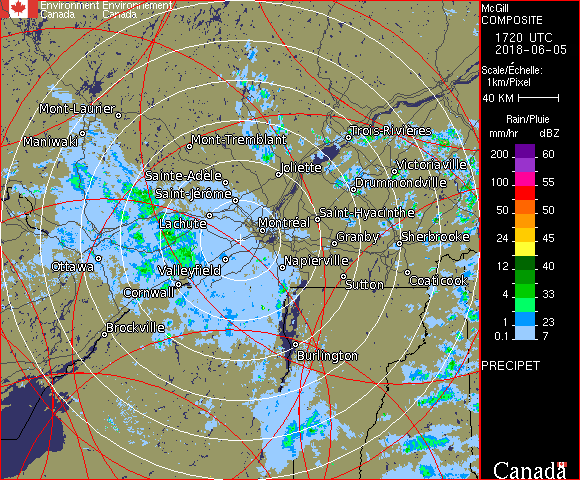 Environment Environnement
Canada Canada
McGill
COMPOSITE
1720 UTC
2018-06-05
Scale/Échelle:
1km/Pixel
40 KM
Rain/Pluie
mm/hr dBZ
200 60
100 55
50 50
24 45
12 40
4 33
1 23
0.1 7
PRECIPET
Canada
Mont-Laurier
Maniwaki
Mont-Tremblant
Trois-Rivières
Sainte-Adèle
Joliette
Victoriaville
Saint-Jérôme
Drummondville
Lachute
Montréal
Saint-Hyacinthe
Granby
Sherbrooke
Ottawa
Valleyfield
Napierville
Cornwall
Sutton
Coaticook
Brockville
Burlington